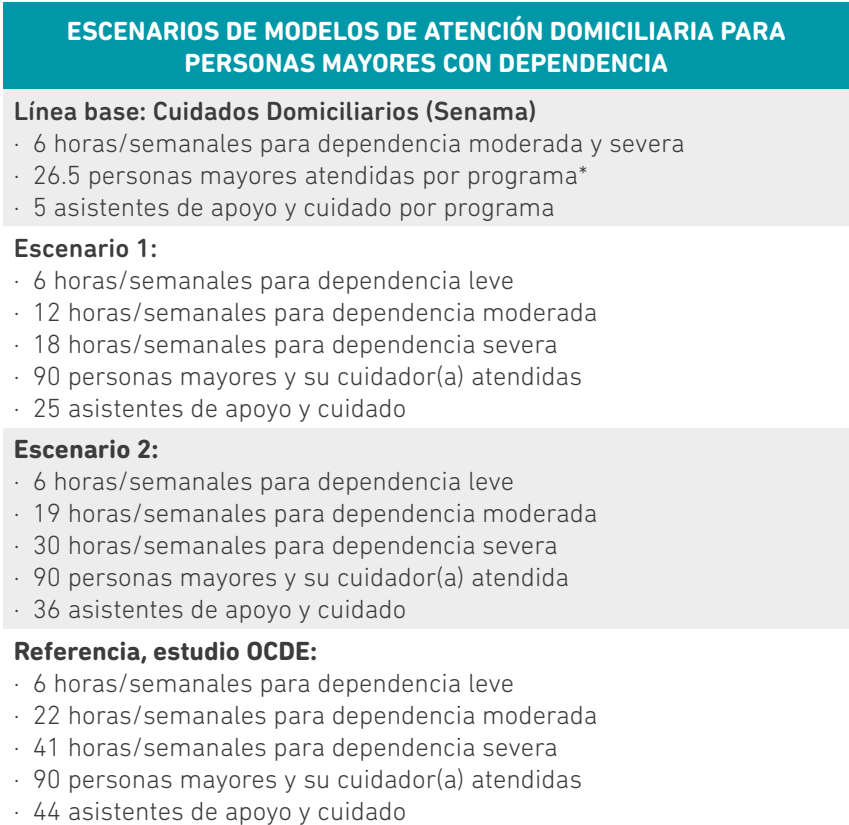 ESCENARIOS DE MODELOS DE ATENCIÓN DOMICILIARIA PARA
PERSONAS MAYORES CON DEPENDENCIA
Línea base: Cuidados Domiciliarios (Senama)
· 6 horas/semanales para dependencia moderada y severa
· 26.5 personas mayores atendidas por programa*
· 5 asistentes de apoyo y cuidado por programa
Escenario 1:
· 6 horas/semanales para dependencia leve
· 12 horas/semanales para dependencia moderada
· 18 horas/semanales para dependencia severa
· 90 personas mayores y su cuidador(a) atendidas
· 25 asistentes de apoyo y cuidado
Escenario 2:
· 6 horas/semanales para dependencia leve
· 19 horas/semanales para dependencia moderada
· 30 horas/semanales para dependencia severa
· 90 personas mayores y su cuidador(a) atendida
· 36 asistentes de apoyo y cuidado
Referencia, estudio OCDE:
· 6 horas/semanales para dependencia leve
· 22 horas/semanales para dependencia moderada
· 41 horas/semanales para dependencia severa
· 90 personas mayores y su cuidador(a) atendidas
· 44 asistentes de apoyo y cuidado